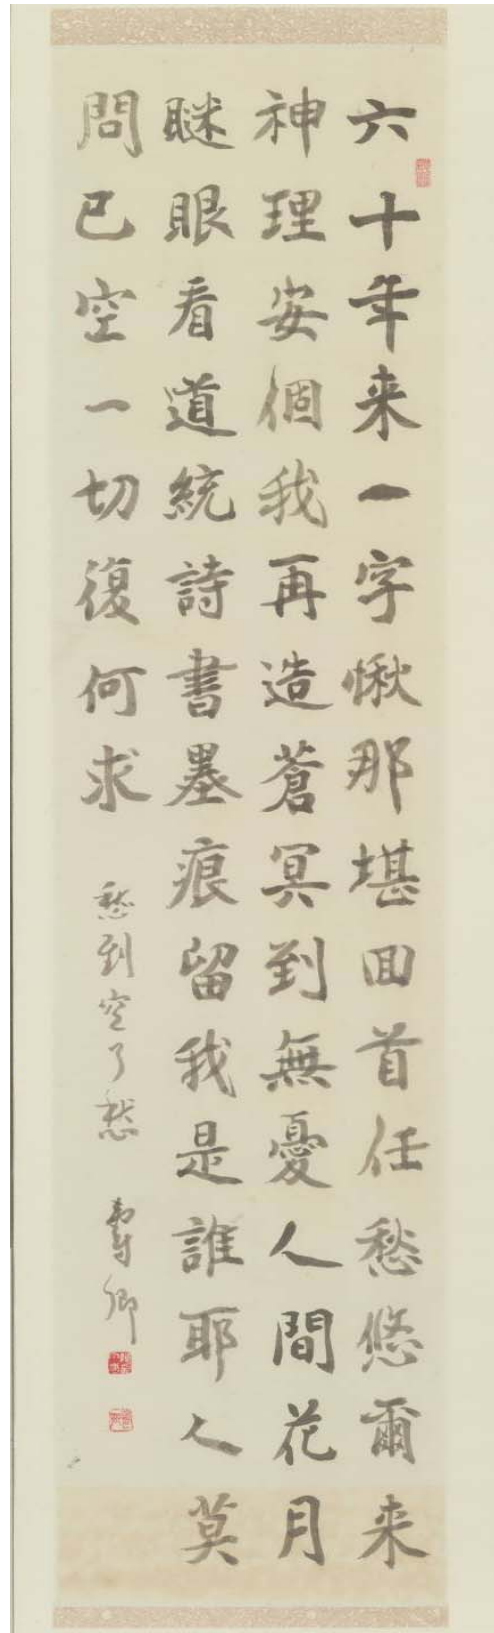 六十年来一字愀那堪回首任愁悠爾来
神理安個我再造蒼冥到無憂人間花月
瞇眼看道統詩書墨痕留我是誰耶人莫
問已空一切復何求
愁到空了愁 壽卿